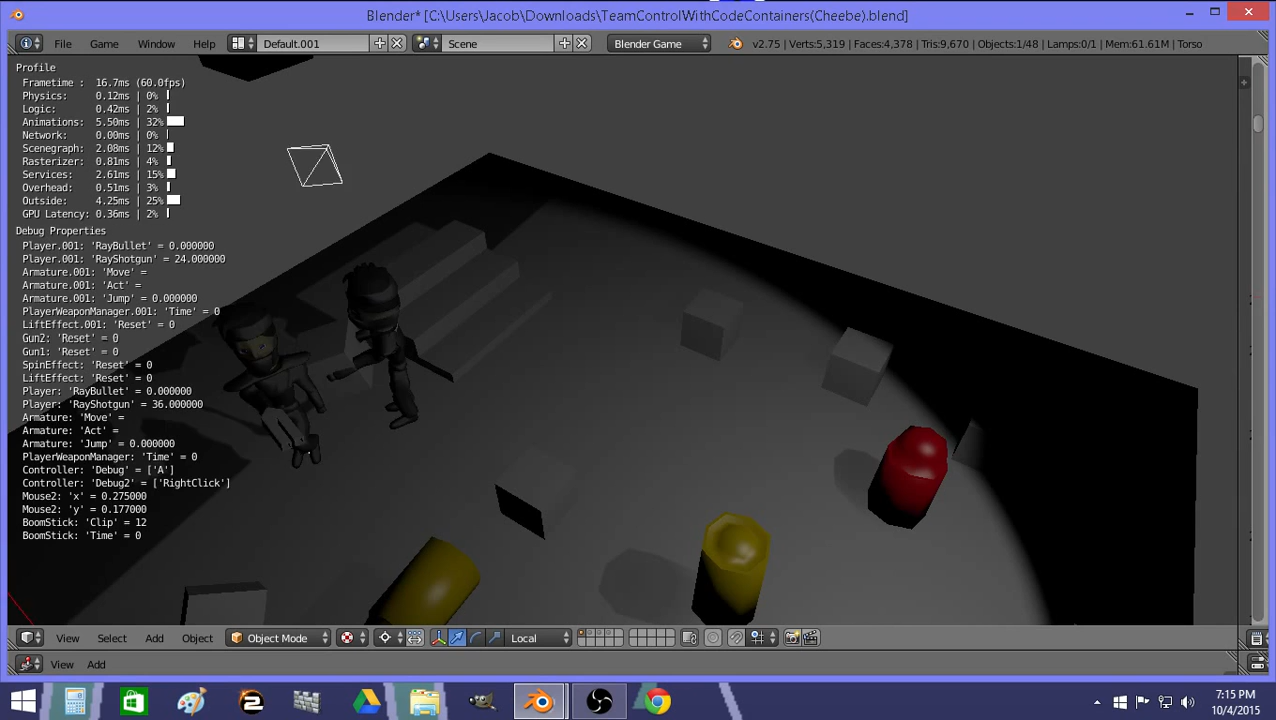 Blender* [C:\Users\Jacob\Downloads\TeamControlWithCodeContainers(Cheebe).blend]
File Game Window Help Default.001 Scene Blender Game v2.75 | Verts:5,319 | Faces:4,378 | Tris:9,670 | Objects:1/48 | Lamps:0/1 | Mem:61.61M | Torso
Profile
Frametime : 16.7ms (60.0fps)
Physics: 0.12ms | 0%
Logic: 0.42ms | 2%
Animations: 5.50ms | 32%
Network: 0.00ms | 0%
Scenegraph: 2.08ms | 12%
Rasterizer: 0.81ms | 4%
Services: 2.61ms | 15%
Overhead: 0.51ms | 3%
Outside: 4.25ms | 25%
GPU Latency: 0.36ms | 2%
Debug Properties
Player.001: 'RayBullet' = 0.000000
Player.001: 'RayShotgun' = 24.000000
Armature.001: 'Move' =
Armature.001: 'Act' =
Armature.001: 'Jump' = 0.000000
PlayerWeaponManager.001: 'Time' = 0
LiftEffect.001: 'Reset' = 0
Gun2: 'Reset' = 0
Gun1: 'Reset' = 0
SpinEffect: 'Reset' = 0
LiftEffect: 'Reset' = 0
Player: 'RayBullet' = 0.000000
Player: 'RayShotgun' = 36.000000
Armature: 'Move' =
Armature: 'Act' =
Armature: 'Jump' = 0.000000
PlayerWeaponManager: 'Time' = 0
Controller: 'Debug' = ['A']
Controller: 'Debug2' = ['RightClick']
Mouse2: 'x' = 0.275000
Mouse2: 'y' = 0.177000
BoomStick: 'Clip' = 12
BoomStick: 'Time' = 0
View Select Add Object Object Mode Local
View Add
7:15 PM
10/4/2015